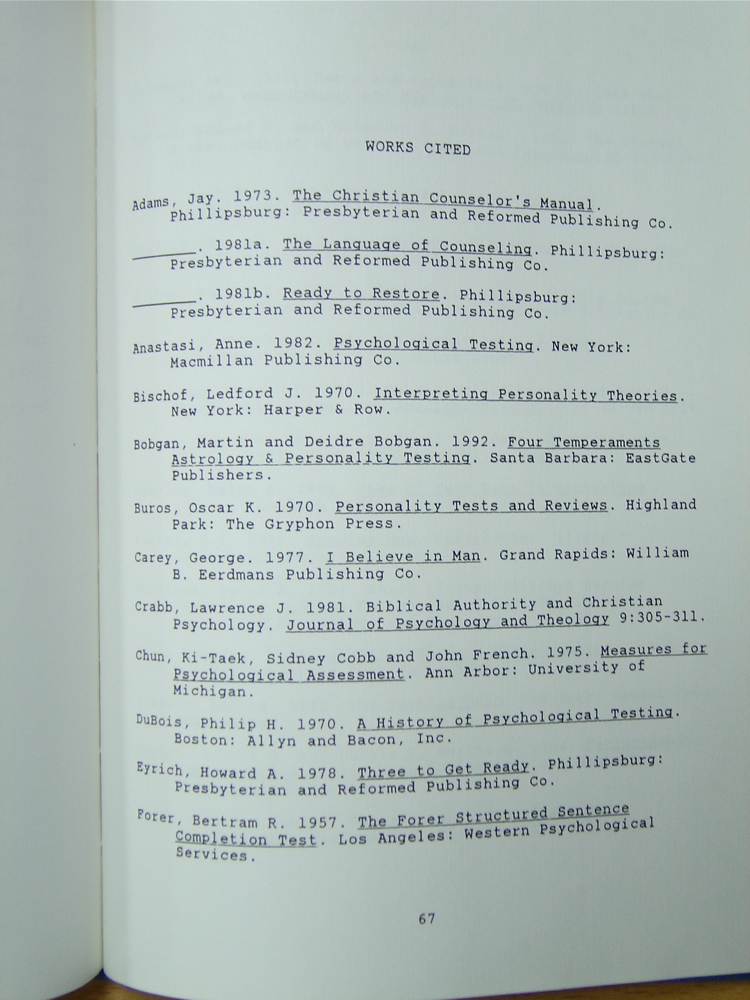 WORKS CITED
Adams, Jay. 1973. The Christian Counselor's Manual.
Phillipsburg: Presbyterian and Reformed Publishing Co.
_______. 1981a. The Language of Counseling. Phillipsburg:
Presbyterian and Reformed Publishing Co.
_______. 1981b. Ready to Restore. Phillipsburg:
Presbyterian and Reformed Publishing Co.
Anastasi, Anne. 1982. Psychological Testing. New York:
Macmillan Publishing Co.
Bischof, Ledford J. 1970. Interpreting Personality Theories.
New York: Harper & Row.
Bobgan, Martin and Deidre Bobgan. 1992. Four Temperaments
Astrology & Personality Testing. Santa Barbara: EastGate
Publishers.
Buros, Oscar K. 1970. Personality Tests and Reviews. Highland
Park: The Gryphon Press.
Carey, George. 1977. I Believe in Man. Grand Rapids: William
B. Eerdmans Publishing Co.
Crabb, Lawrence J. 1981. Biblical Authority and Christian
Psychology. Journal of Psychology and Theology 9:305-311.
Chun, Ki-Taek, Sidney Cobb and John French. 1975. Measures for
Psychological Assessment. Ann Arbor: University of
Michigan.
DuBois, Philip H. 1970. A History of Psychological Testing.
Boston: Allyn and Bacon, Inc.
Eyrich, Howard A. 1978. Three to Get Ready. Phillipsburg:
Presbyterian and Reformed Publishing Co.
Forer, Bertram R. 1957. The Forer Structured Sentence
Completion Test. Los Angeles: Western Psychological
Services.
67